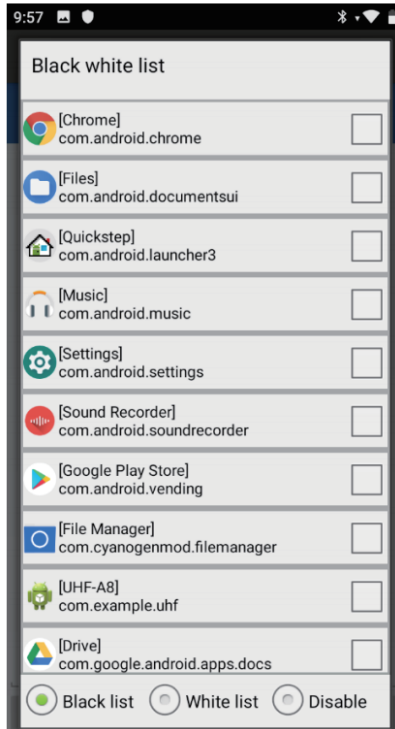 9:57
Black white list
[Chrome]
com.android.chrome
[Files]
com.android.documentsui
[Quickstep]
com.android.launcher3
[Music]
com.android.music
[Settings]
com.android.settings
[Sound Recorder]
com.android.soundrecorder
[Google Play Store]
com.android.vending
[File Manager]
com.cyanogenmod.filemanager
[UHF-A8]
com.example.uhf
[Drive]
com.google.android.apps.docs
Black list White list Disable